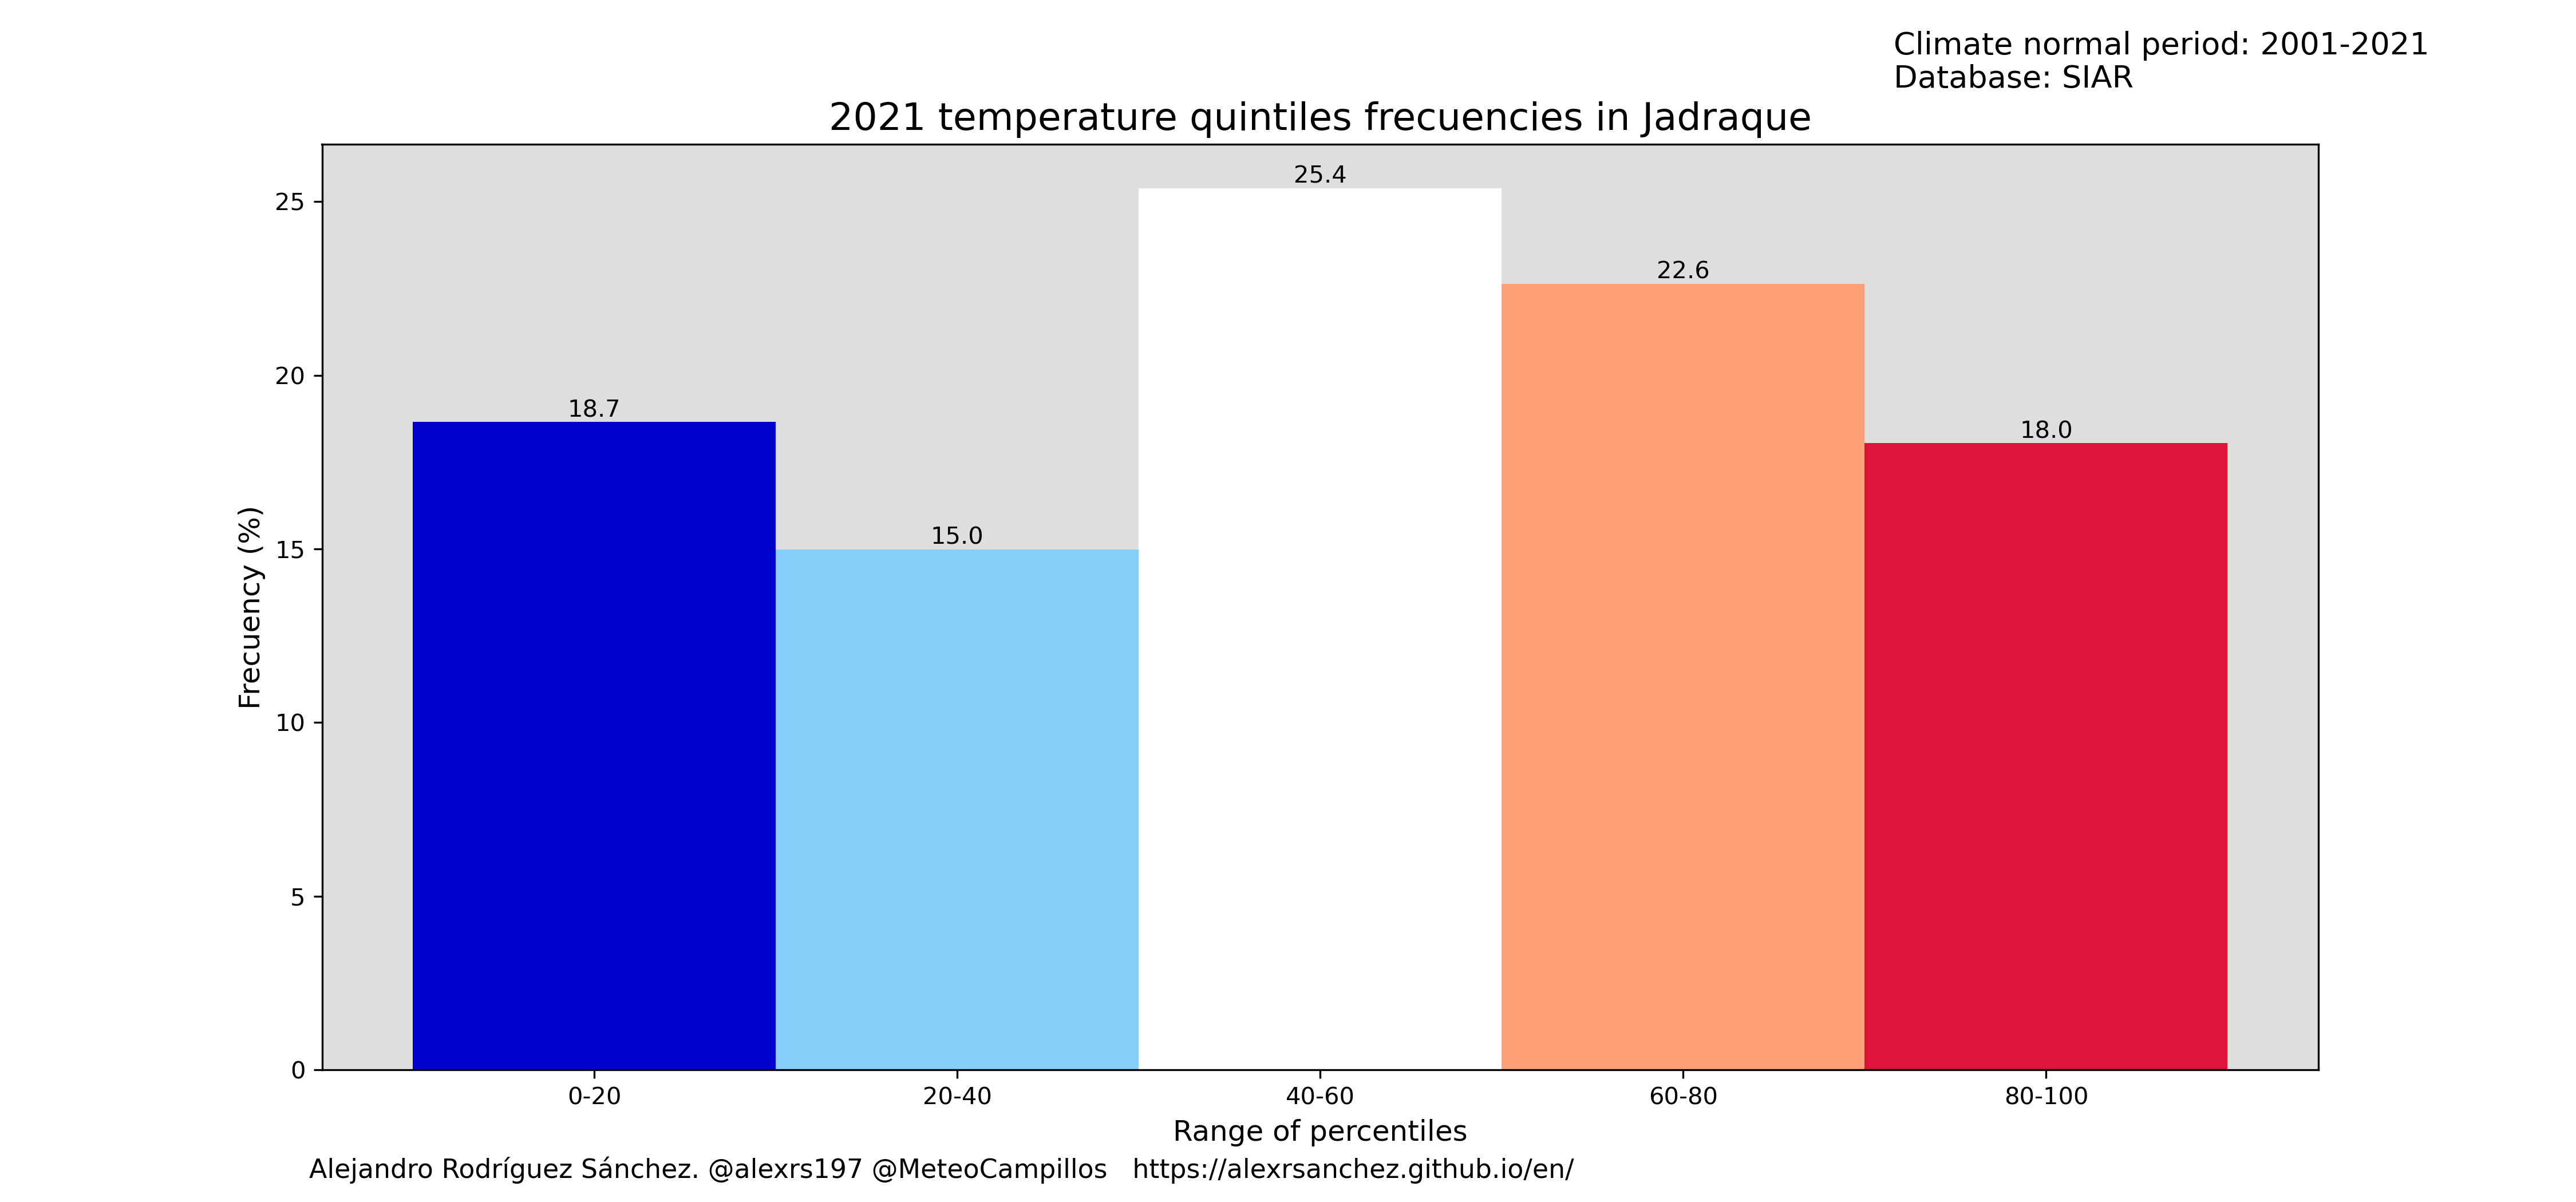 Climate normal period: 2001-2021
Database: SIAR
2021 temperature quintiles frecuencies in Jadraque
Frecuency (%)
25
20
15
10
5
0
18.7
15.0
25.4
22.6
18.0
0-20
20-40
40-60
60-80
80-100
Range of percentiles
Alejandro Rodríguez Sánchez. @alexrs197 @MeteoCampillos   https://alexrsanchez.github.io/en/